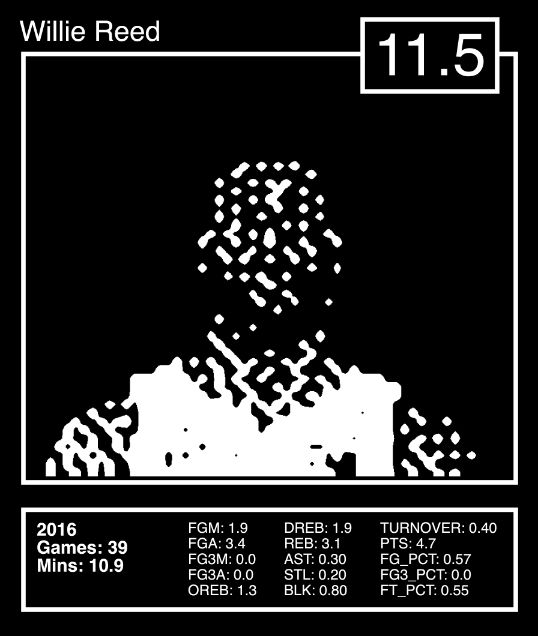 Willie Reed
11.5
2016
Games: 39
Mins: 10.9
FGM: 1.9
FGA: 3.4
FG3M: 0.0
FG3A: 0.0
OREB: 1.3
DREB: 1.9
REB: 3.1
AST: 0.30
STL: 0.20
BLK: 0.80
TURNOVER: 0.40
PTS: 4.7
FG_PCT: 0.57
FG3_PCT: 0.0
FT_PCT: 0.55